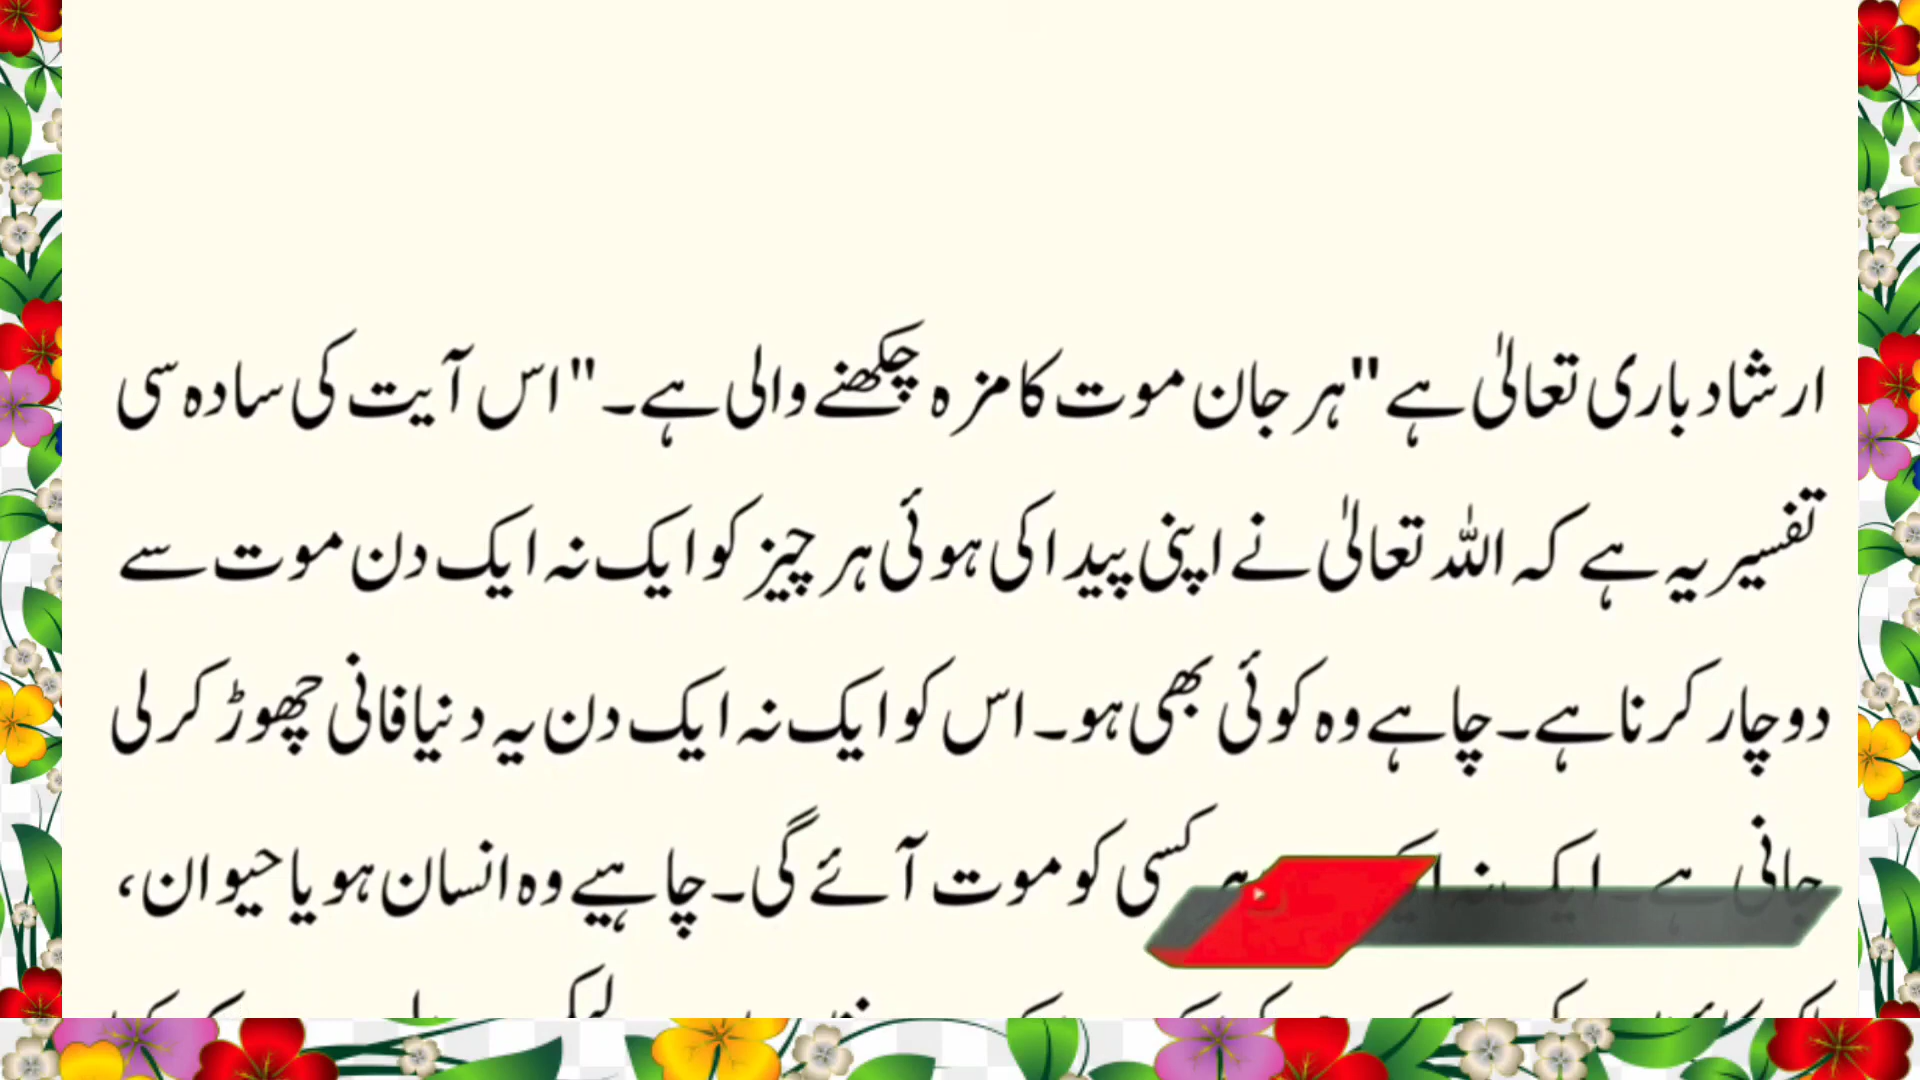 ارشاد باری تعالیٰ ہے "ہر جان موت کا مزہ چکھنے والی ہے۔" اس آیت کی سادہ سی
تفسیر یہ ہے کہ اللہ تعالیٰ نے اپنی پیدا کی ہوئی ہر چیز کو ایک نہ ایک دن موت سے
دوچار کرنا ہے۔ چاہے وہ کوئی بھی ہو۔ اس کو ایک نہ ایک دن یہ دنیا فانی چھوڑ کر لی
جانی ہے۔ ایک نہ ہر کسی کو موت آئے گی۔ چاہیے وہ انسان ہو یا حیوان،